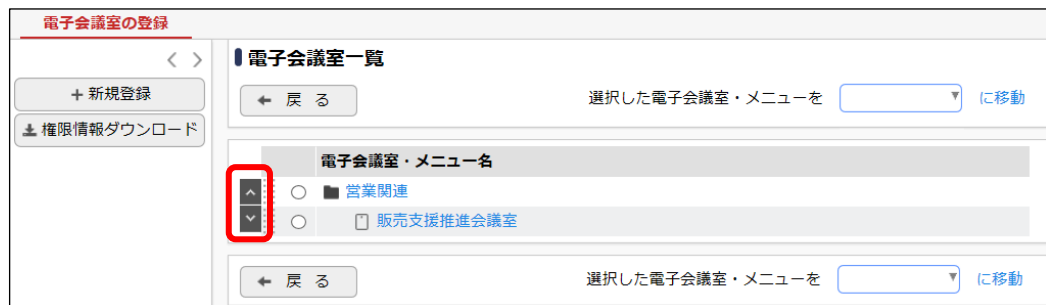 電子会議室の登録
＋新規登録
権限情報ダウンロード
電子会議室一覧
戻る
選択した電子会議室・メニューを
に移動
電子会議室・メニュー名
営業関連
販売支援推進会議室
戻る
選択した電子会議室・メニューを
に移動